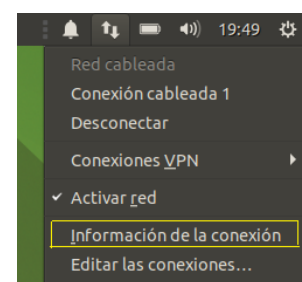 19:49
Red cableada
Conexión cableada 1
Desconectar
Conexiones VPN
Activar red
Información de la conexión
Editar las conexiones...